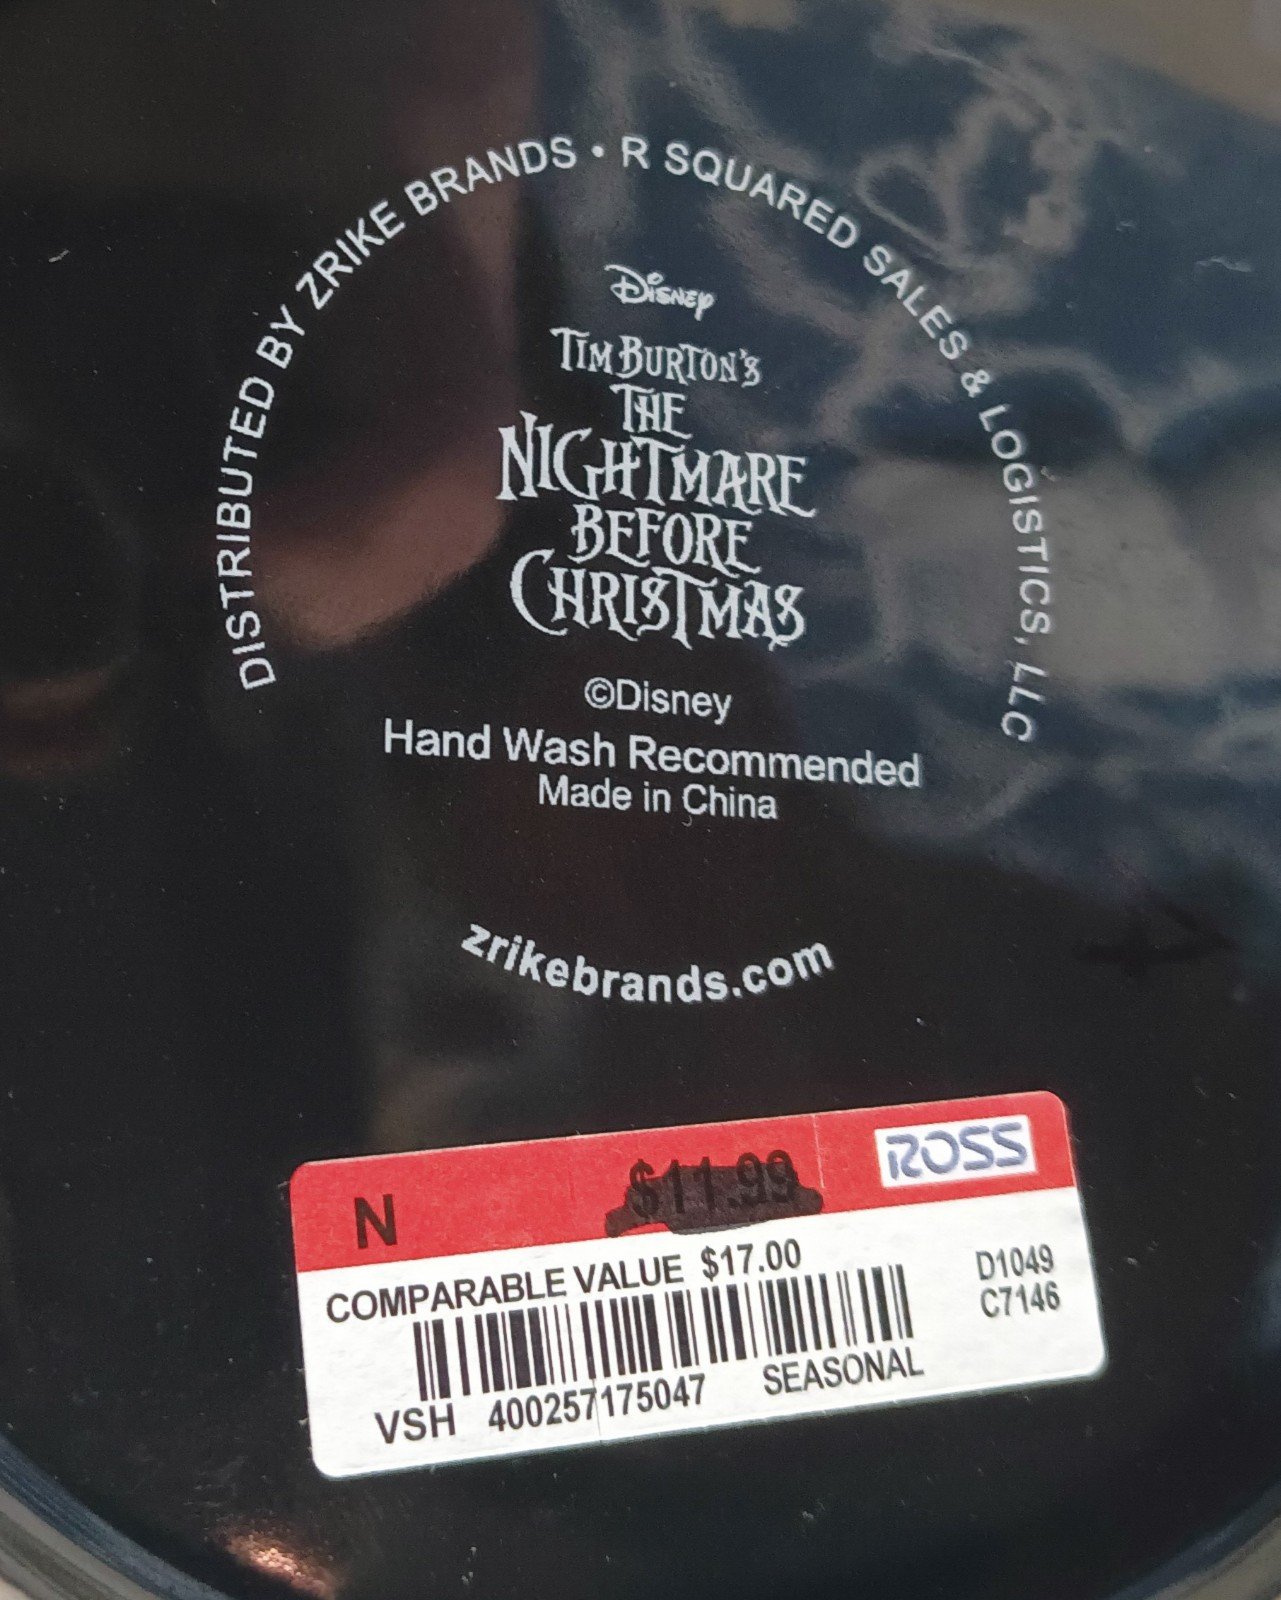 DISTRIBUTED BY ZRIKE BRANDS • R SQUARED SALES & LOGISTICS, LLC
Disney
TIM BURTON'S
THE
NIGHTMARE
BEFORE
CHRISTMAS
©Disney
Hand Wash Recommended
Made in China
zrikebrands.com
N $11.99 ROSS
COMPARABLE VALUE $17.00 D1049
C7146
VSH 400257175047 SEASONAL